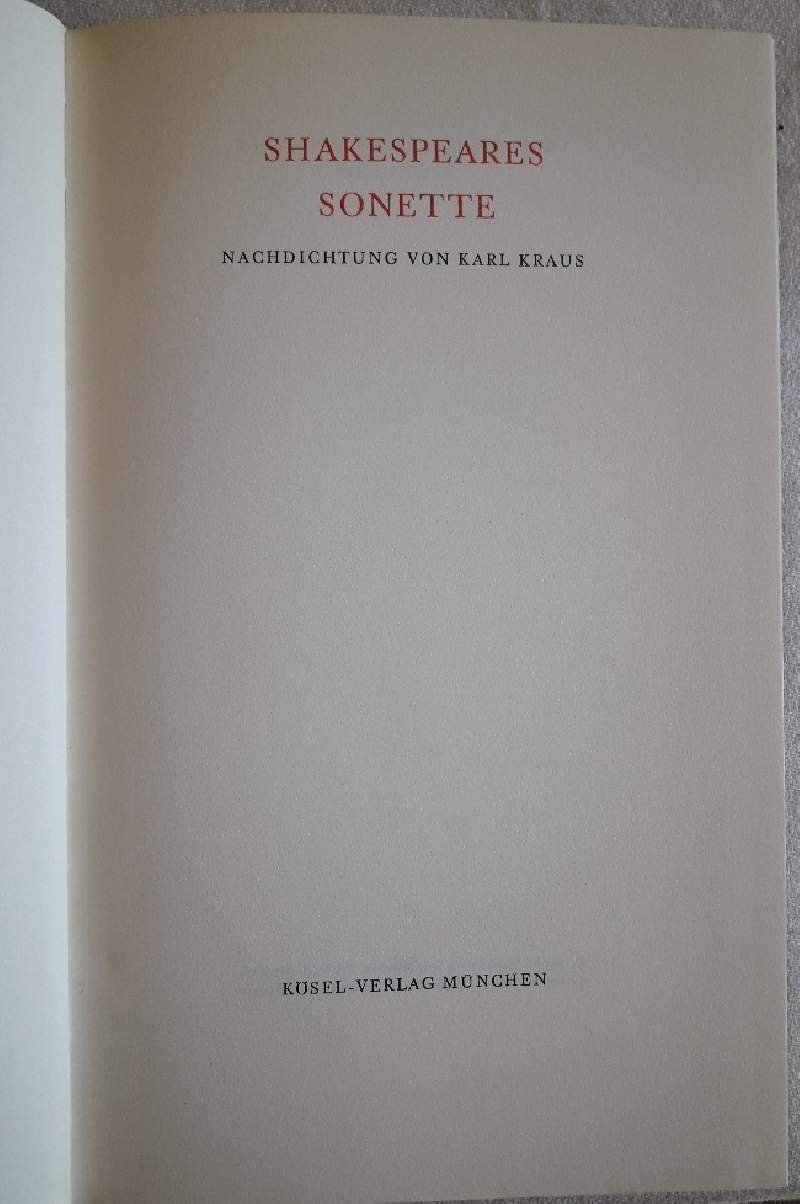 SHAKESPEARES
SONETTE
NACHDICHTUNG VON KARL KRAUS
KÖSEL-VERLAG MÜNCHEN